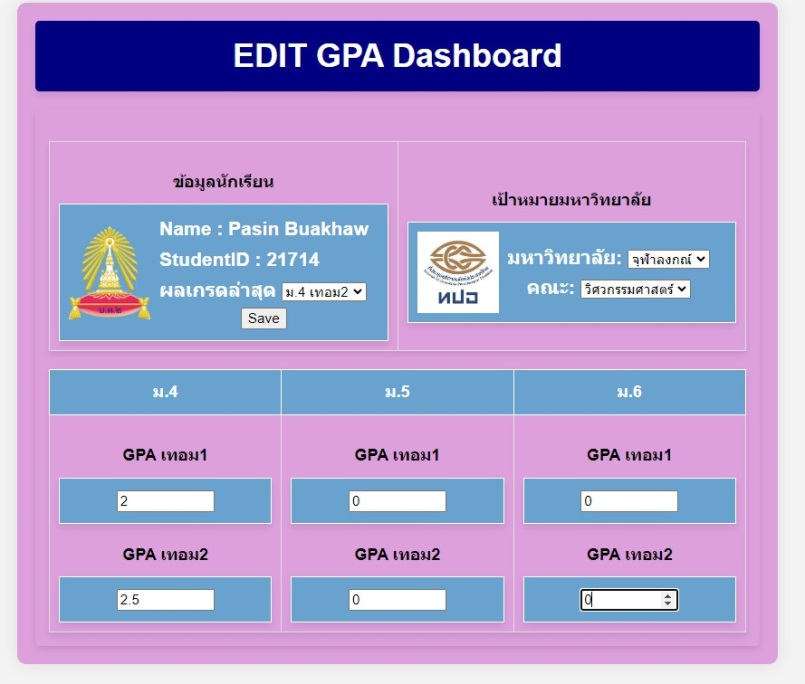 EDIT GPA Dashboard
ข้อมูลนักเรียน
Name : Pasin Buakhaw
StudentID : 21714
ผลเกรดล่าสุด ม.4 เทอม2
Save
เป้าหมายมหาวิทยาลัย
ทปอ
มหาวิทยาลัย: จุฬาลงกณ์
คณะ: วิศวกรรมศาสตร์
ม.4 ม.5 ม.6
GPA เทอม1 GPA เทอม1 GPA เทอม1
2 0 0
GPA เทอม2 GPA เทอม2 GPA เทอม2
2.5 0 0